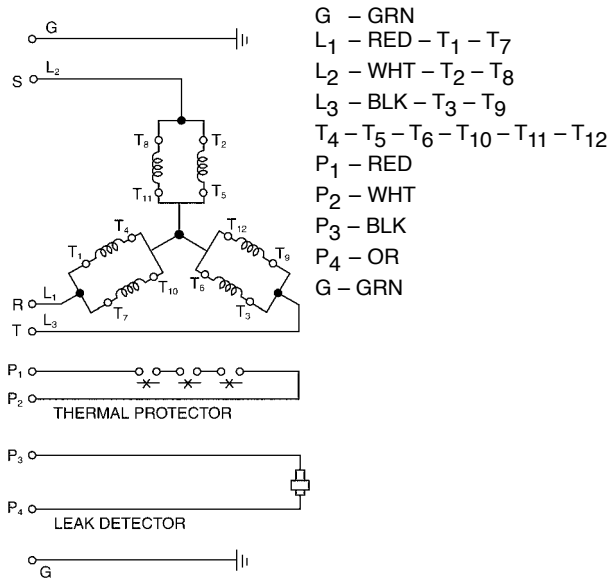 G
S L2
T8 T2
T11 T5
T4 T12
T1 T9
T10 T6
T7 T3
R L1
T L3
P1
P2
THERMAL PROTECTOR
P3
P4
LEAK DETECTOR
G
G – GRN
L1 – RED – T1 – T7
L2 – WHT – T2 – T8
L3 – BLK – T3 – T9
T4 – T5 – T6 – T10 – T11 – T12
P1 – RED
P2 – WHT
P3 – BLK
P4 – OR
G – GRN